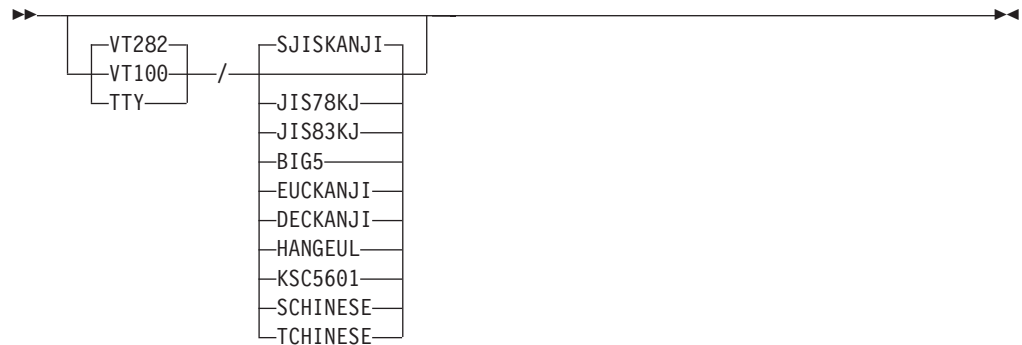 VT282 SJISKANJI
VT100 /
TTY JIS78KJ
JIS83KJ
BIG5
EUCKANJI
DECKANJI
HANGEUL
KSC5601
SCHINESE
TCHINESE